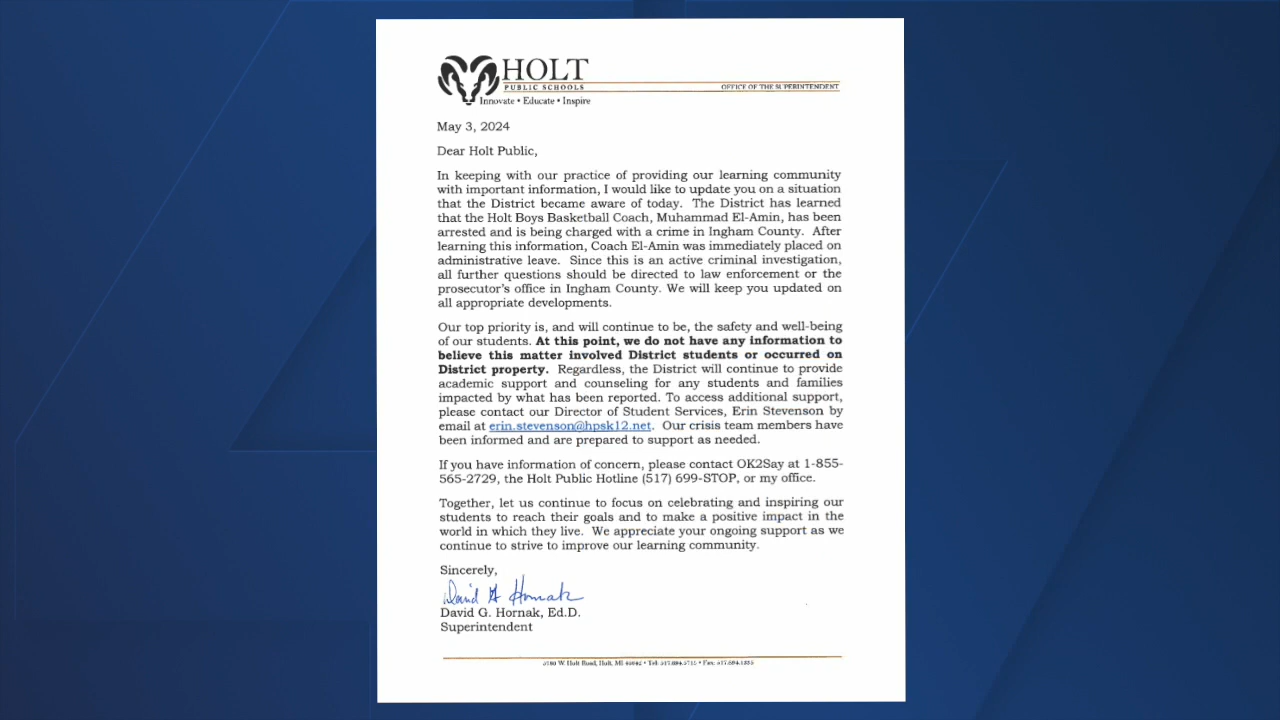 HOLT
PUBLIC SCHOOLS
OFFICE OF THE SUPERINTENDENT
Innovate • Educate • Inspire
May 3, 2024
Dear Holt Public,
In keeping with our practice of providing our learning community
with important information, I would like to update you on a situation
that the District became aware of today. The District has learned
that the Holt Boys Basketball Coach, Muhammad El-Amin, has been
arrested and is being charged with a crime in Ingham County. After
learning this information, Coach El-Amin was immediately placed on
administrative leave. Since this is an active criminal investigation,
all further questions should be directed to law enforcement or the
prosecutor's office in Ingham County. We will keep you updated on
all appropriate developments.
Our top priority is, and will continue to be, the safety and well-being
of our students. At this point, we do not have any information to
believe this matter involved District students or occurred on
District property. Regardless, the District will continue to provide
academic support and counseling for any students and families
impacted by what has been reported. To access additional support,
please contact our Director of Student Services, Erin Stevenson by
email at erin.stevenson@hpsk12.net. Our crisis team members have
been informed and are prepared to support as needed.
If you have information of concern, please contact OK2Say at 1-855-
565-2729, the Holt Public Hotline (517) 699-STOP, or my office.
Together, let us continue to focus on celebrating and inspiring our
students to reach their goals and to make a positive impact in the
world in which they live. We appreciate your ongoing support as we
continue to strive to improve our learning community.
Sincerely,
David G Hornak
David G. Hornak, Ed.D.
Superintendent
W. Holt Road, Holt, MI • Tel: • Fax: